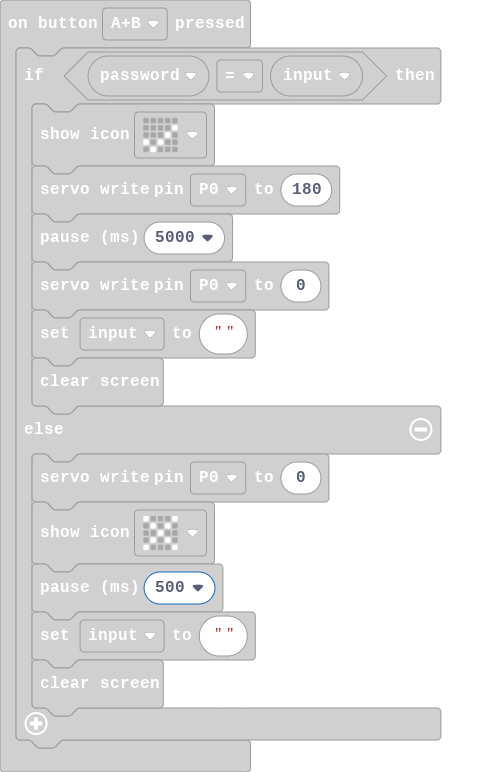 on button A+B pressed
if password = input then
show icon
servo write pin P0 to 180
pause (ms) 5000
servo write pin P0 to 0
set input to " "
clear screen
else
servo write pin P0 to 0
show icon
pause (ms) 500
set input to " "
clear screen